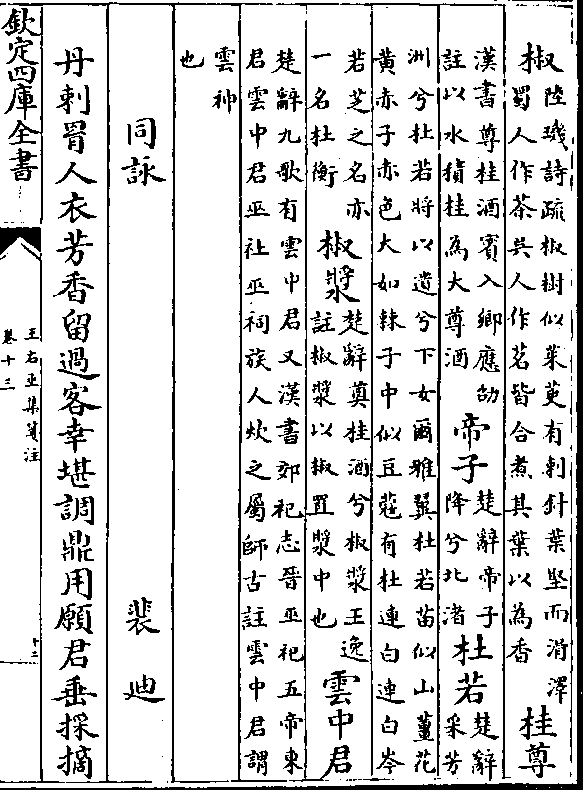 椒陸璣詩疏椒樹似茱萸有刺針葉堅而滑澤
蜀人作茶吳人作茗皆合煮其葉以為香桂尊
漢書尊桂酒賓入鄉應劭
註以水積桂為大尊酒帝子楚辭帝子
降兮北渚杜若楚辭
采芳
洲兮杜若將以遺兮下女爾雅翼杜若苗似山薑花
黄赤子赤色大如棘子中似豆蔻有杜連白連白岑
若芝之名亦
一名杜衡椒漿楚辭奠桂酒兮椒漿王逸
註椒漿以椒置漿中也雲中君
楚辭九歌有雲中君又漢書郊祀志晉巫祀五帝東
君雲中君巫社巫祠族人炊之屬師古註雲中君謂
雲神
也
同詠 裴迪
丹刺罥人衣芳香留過客幸堪調鼎用願君垂採摘
欽定四庫全書
王右丞集箋注
卷十三
十二